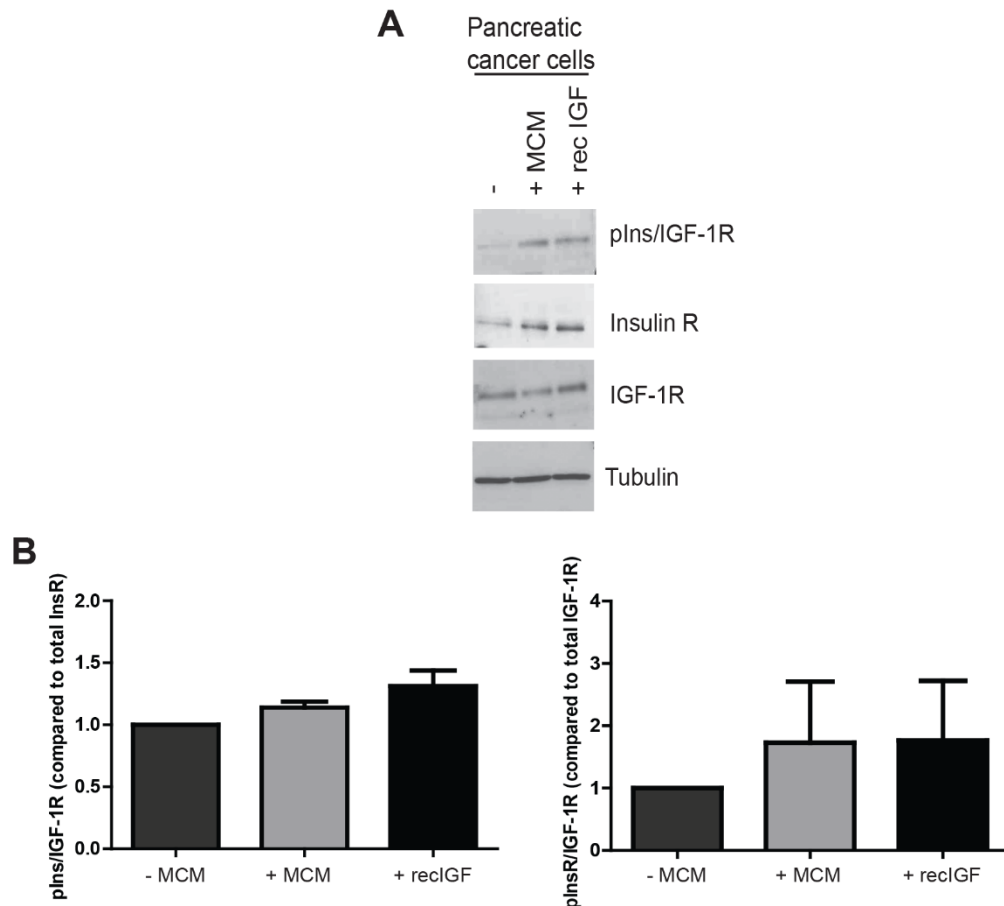 A
Pancreatic
cancer cells
-
+ MCM
+ rec IGF
pIns/IGF-1R
Insulin R
IGF-1R
Tubulin
B
pIns/IGF-1R (compared to total InsR)
2.0
1.5
1.0
0.5
0.0
- MCM
+ MCM
+ recIGF
pInsR/IGF-1R (compared to total IGF-1R)
4
3
2
1
0
- MCM
+ MCM
+ recIGF